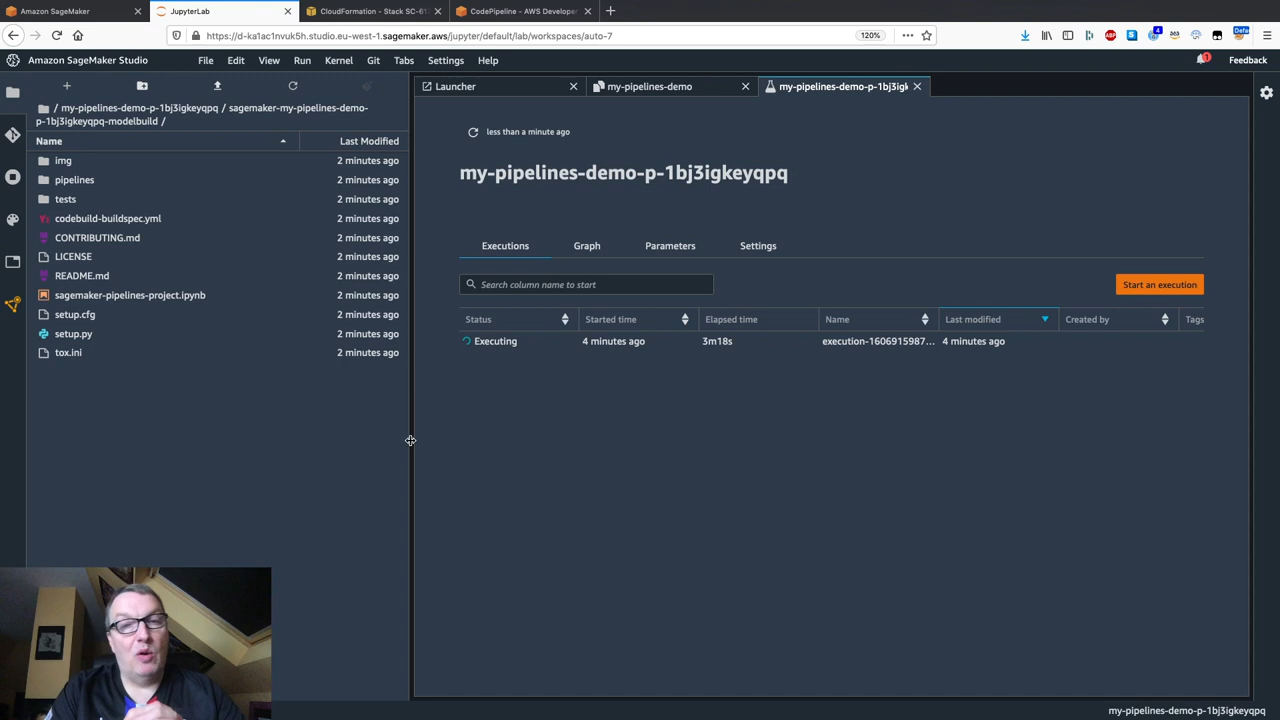 Amazon SageMaker
JupyterLab
CloudFormation - Stack SC-61
CodePipeline - AWS Developer
https://d-ka1ac1nvuk5h.studio.eu-west-1.sagemaker.aws/jupyter/default/lab/workspaces/auto-7
120%
ABP
4
Defa
Amazon SageMaker Studio
File Edit View Run Kernel Git Tabs Settings Help
1
Feedback
/ my-pipelines-demo-p-1bj3igkeyqpq / sagemaker-my-pipelines-demo-
p-1bj3igkeyqpq-modelbuild /
Name Last Modified
img 2 minutes ago
pipelines 2 minutes ago
tests 2 minutes ago
codebuild-buildspec.yml 2 minutes ago
CONTRIBUTING.md 2 minutes ago
LICENSE 2 minutes ago
README.md 2 minutes ago
sagemaker-pipelines-project.ipynb 2 minutes ago
setup.cfg 2 minutes ago
setup.py 2 minutes ago
tox.ini 2 minutes ago
Launcher
my-pipelines-demo
my-pipelines-demo-p-1bj3igk
less than a minute ago
my-pipelines-demo-p-1bj3igkeyqpq
Executions Graph Parameters Settings
Search column name to start
Start an execution
Status Started time Elapsed time Name Last modified Created by Tags
Executing 4 minutes ago 3m18s execution-1606915987... 4 minutes ago
my-pipelines-demo-p-1bj3igkeyqpq